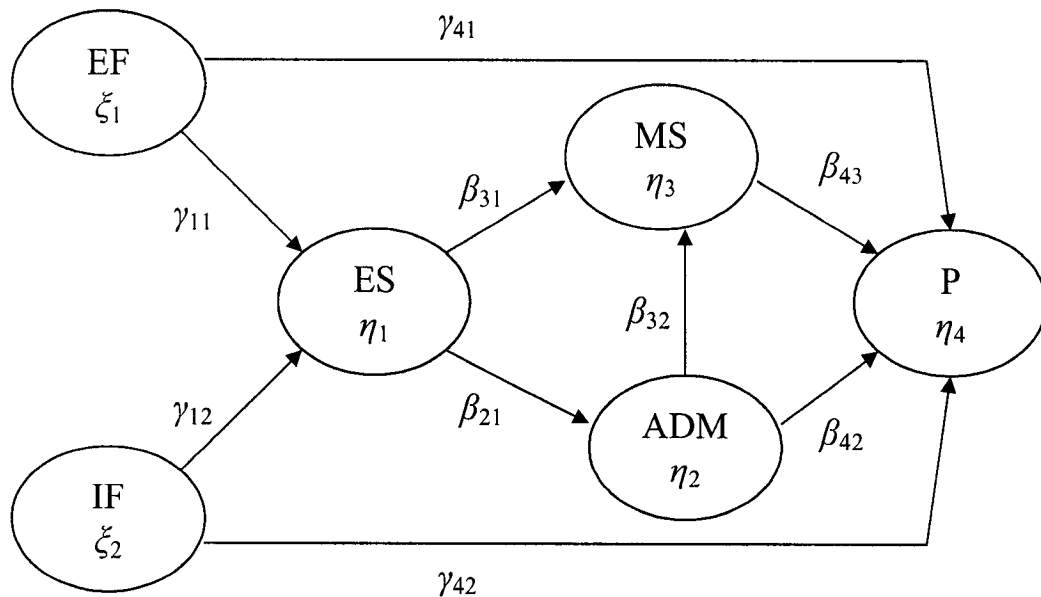 γ₄₁
EF
ξ₁
MS
η₃
β₄₃
β₃₁
γ₁₁
ES
η₁
P
η₄
β₃₂
γ₁₂
β₂₁
ADM
η₂
β₄₂
IF
ξ₂
γ₄₂